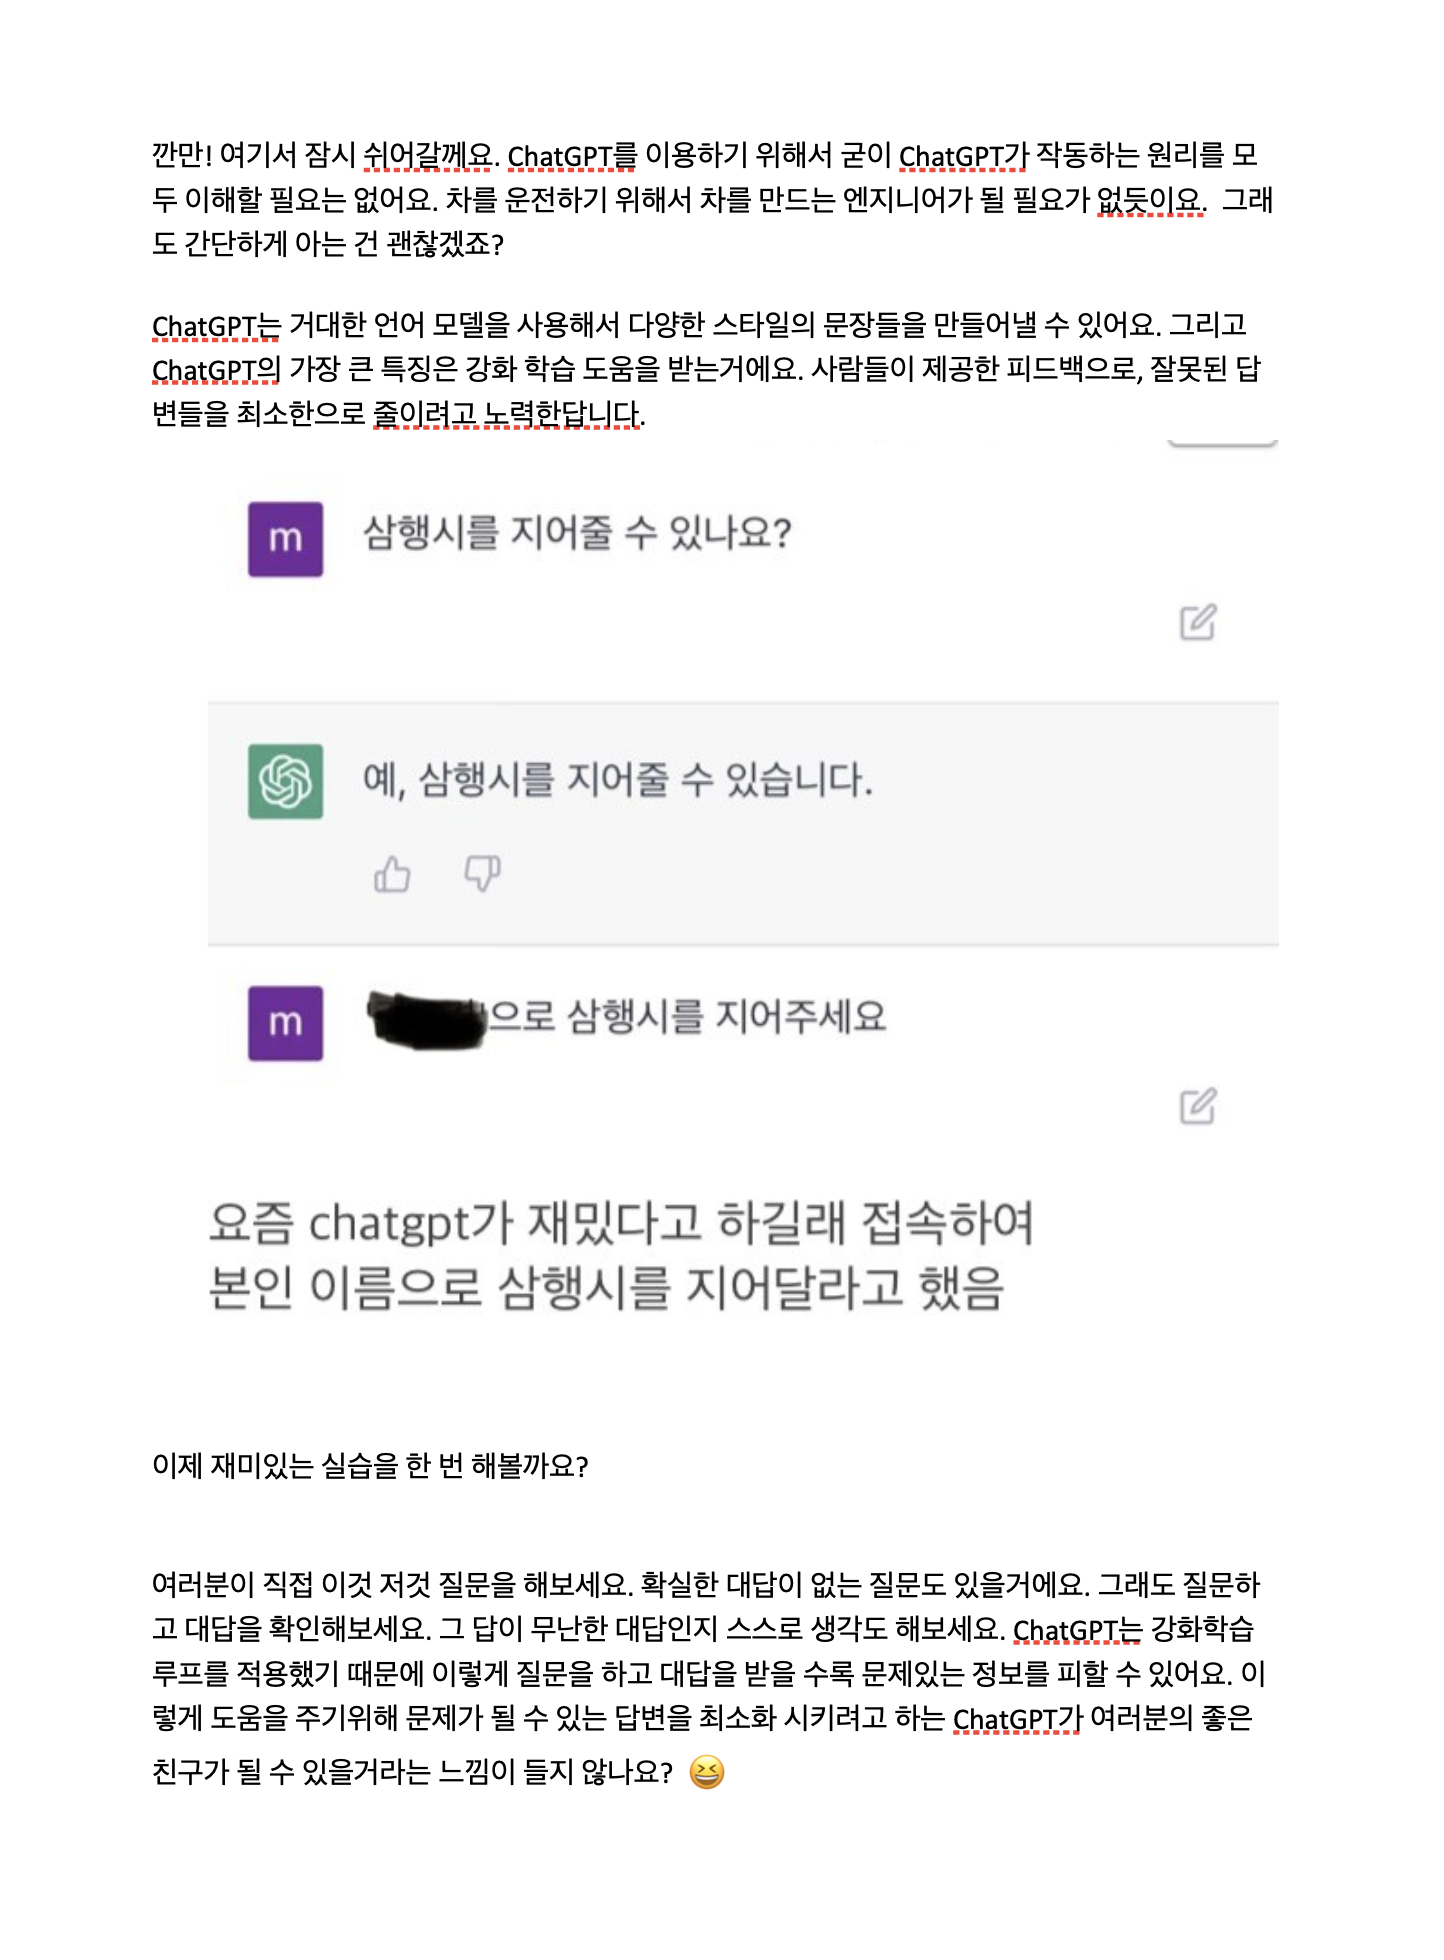 깐만! 여기서 잠시 쉬어갈께요. ChatGPT를 이용하기 위해서 굳이 ChatGPT가 작동하는 원리를 모
두 이해할 필요는 없어요. 차를 운전하기 위해서 차를 만드는 엔지니어가 될 필요가 없듯이요.  그래
도 간단하게 아는 건 괜찮겠죠?
ChatGPT는 거대한 언어 모델을 사용해서 다양한 스타일의 문장들을 만들어낼 수 있어요. 그리고
ChatGPT의 가장 큰 특징은 강화 학습 도움을 받는거에요. 사람들이 제공한 피드백으로, 잘못된 답
변들을 최소한으로 줄이려고 노력한답니다.
m 삼행시를 지어줄 수 있나요?
예, 삼행시를 지어줄 수 있습니다.
m 으로 삼행시를 지어주세요
요즘 chatgpt가 재밌다고 하길래 접속하여
본인 이름으로 삼행시를 지어달라고 했음
이제 재미있는 실습을 한 번 해볼까요?
여러분이 직접 이것 저것 질문을 해보세요. 확실한 대답이 없는 질문도 있을거에요. 그래도 질문하
고 대답을 확인해보세요. 그 답이 무난한 대답인지 스스로 생각도 해보세요. ChatGPT는 강화학습
루프를 적용했기 때문에 이렇게 질문을 하고 대답을 받을 수록 문제있는 정보를 피할 수 있어요. 이
렇게 도움을 주기위해 문제가 될 수 있는 답변을 최소화 시키려고 하는 ChatGPT가 여러분의 좋은
친구가 될 수 있을거라는 느낌이 들지 않나요? 😆